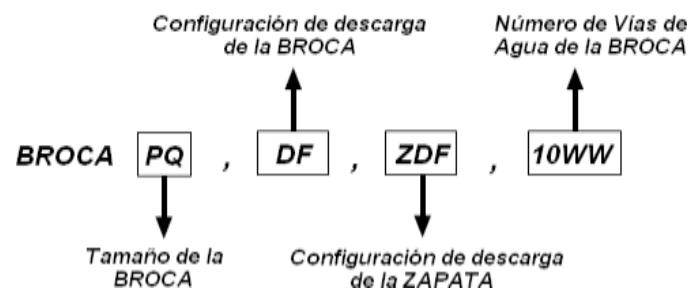 Configuración de descarga
de la BROCA
Número de Vías de
Agua de la BROCA
BROCA PQ , DF , ZDF , 10WW
Tamaño de la
BROCA
Configuración de descarga
de la ZAPATA